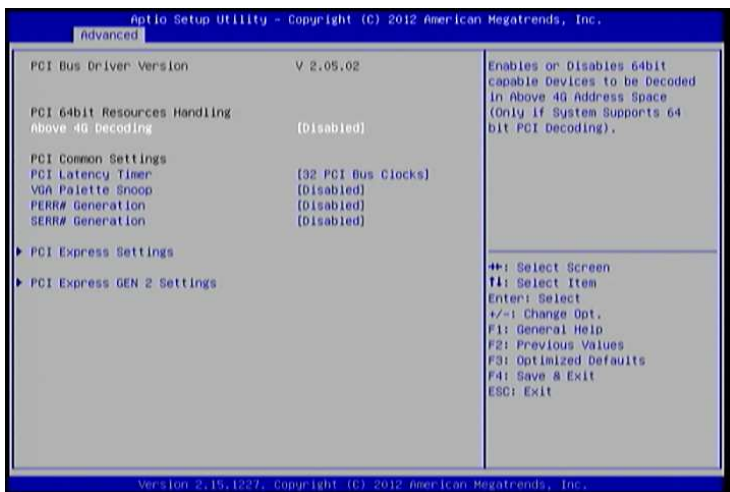 Aptio Setup Utility – Copyright (C) 2012 American Megatrends, Inc.
Advanced
PCI Bus Driver Version V 2.05.02
PCI 64bit Resources Handling
Above 4G Decoding [Disabled]
PCI Common Settings
PCI Latency Timer [32 PCI Bus Clocks]
VGA Palette Snoop [Disabled]
PERR# Generation [Disabled]
SERR# Generation [Disabled]
PCI Express Settings
PCI Express GEN 2 Settings
Enables or Disables 64bit
capable Devices to be Decoded
in Above 4G Address Space
(Only if System Supports 64
bit PCI Decoding).
↔: Select Screen
↑↓: Select Item
Enter: Select
+/-: Change Opt.
F1: General Help
F2: Previous Values
F3: Optimized Defaults
F4: Save & Exit
ESC: Exit
Version 2.15.1227. Copyright (C) 2012 American Megatrends, Inc.